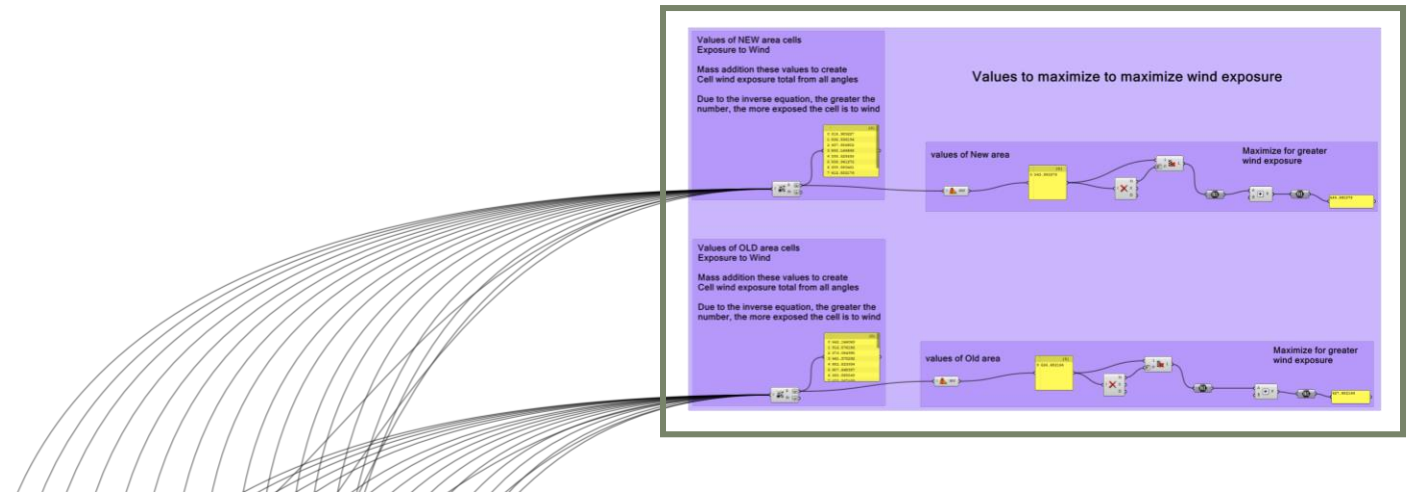 Values of NEW area cells
Exposure to Wind
Mass addition these values to create
Cell wind exposure total from all angles
Due to the inverse equation, the greater the
number, the more exposed the cell is to wind
Values to maximize to maximize wind exposure
values of New area
Maximize for greater
wind exposure
Values of OLD area cells
Exposure to Wind
Mass addition these values to create
Cell wind exposure total from all angles
Due to the inverse equation, the greater the
number, the more exposed the cell is to wind
values of Old area
Maximize for greater
wind exposure